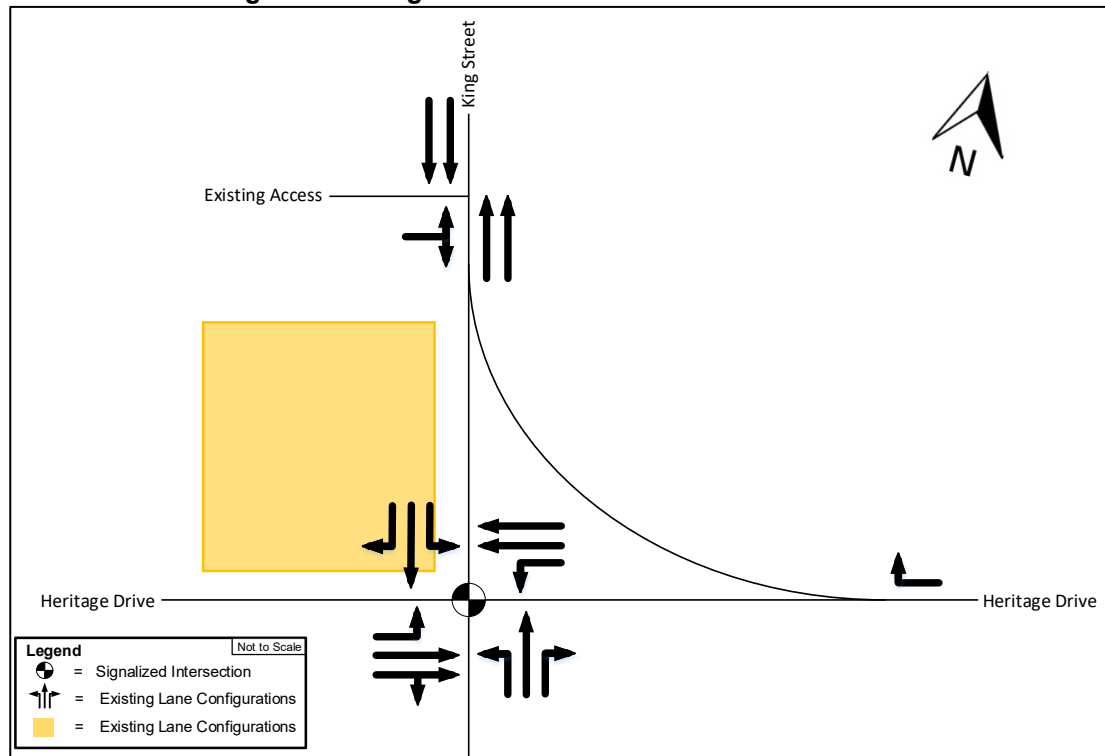 King Street
N
Existing Access
Heritage Drive
Heritage Drive
Legend
Not to Scale
= Signalized Intersection
= Existing Lane Configurations
= Existing Lane Configurations